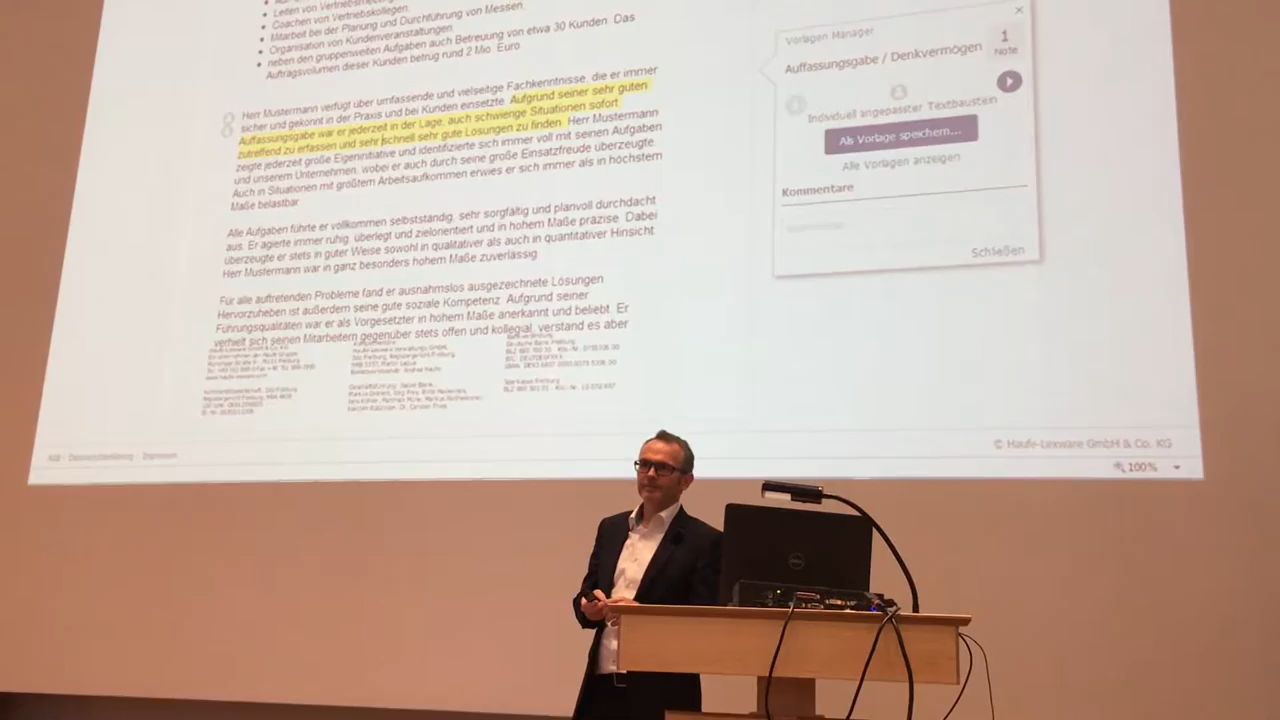 Leiten von
Coachen von Vertriebskollegen.
Mitarbeit bei der Planung und Durchführung von Messen.
Organisation von Kundenveranstaltungen.
neben den gruppenweiten Aufgaben auch Betreuung von etwa 30 Kunden. Das
Auftragsvolumen dieser Kunden betrug rund 2 Mio. Euro
Herr Mustermann verfügt über umfassende und vielseitige Fachkenntnisse, die er immer
sicher und gekonnt in der Praxis und bei Kunden einsetzte. Aufgrund seiner sehr guten
Auffassungsgabe war er jederzeit in der Lage, auch schwierige Situationen sofort
zutreffend zu erfassen und sehr schnell sehr gute Lösungen zu finden. Herr Mustermann
zeigte jederzeit große Eigeninitiative und identifizierte sich immer voll mit seinen Aufgaben
und unserem Unternehmen, wobei er auch durch seine große Einsatzfreude überzeugte.
Auch in Situationen mit größtem Arbeitsaufkommen erwies er sich immer als in höchstem
Maße belastbar
Alle Aufgaben führte er vollkommen selbstständig, sehr sorgfältig und planvoll durchdacht
aus. Er agierte immer ruhig, überlegt und zielorientiert und in hohem Maße präzise. Dabei
überzeugte er stets in guter Weise sowohl in qualitativer als auch in quantitativer Hinsicht.
Herr Mustermann war in ganz besonders hohem Maße zuverlässig
Für alle auftretenden Probleme fand er ausnahmslos ausgezeichnete Lösungen
Hervorzuheben ist außerdem seine gute soziale Kompetenz. Aufgrund seiner
Führungsqualitäten war er als Vorgesetzter in hohem Maße anerkannt und beliebt. Er
verhielt sich seinen Mitarbeitern gegenüber stets offen und kollegial, verstand es aber
Vorlagen Manager
Auffassungsgabe / Denkvermögen
1
Note
Individuell angepasster Textbaustein
Als Vorlage speichern...
Alle Vorlagen anzeigen
Kommentare
Schließen
AGB Datenschutzerklärung Impressum
© Haufe-Lexware GmbH & Co. KG
100%
DELL